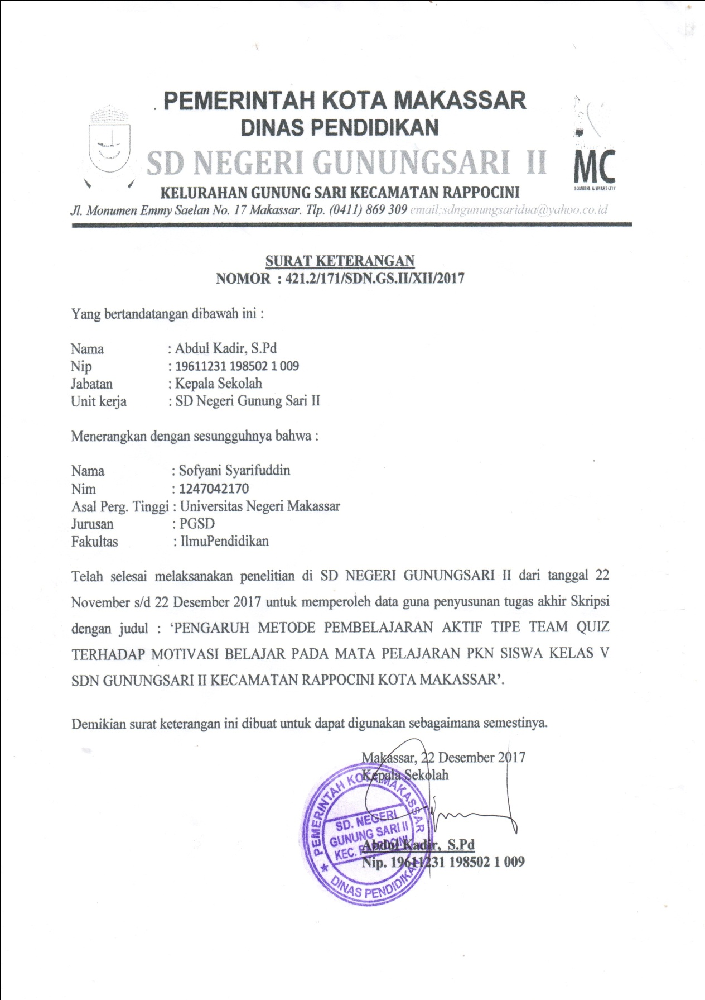 . PEMERINTAH KOTA MAKASSAR
DINAS PENDIDIKAN
SD NEGERI GUNUNGSARI II
MC
SOMBERE & SMART CITY
KELURAHAN GUNUNG SARI KECAMATAN RAPPOCINI
Jl. Monumen Emmy Saelan No. 17 Makassar. Tlp. (0411) 869 309 email;sdngunungsaridua@yahoo.co.id
SURAT KETERANGAN
NOMOR : 421.2/171/SDN.GS.II/XII/2017
Yang bertandatangan dibawah ini :
Nama : Abdul Kadir, S.Pd
Nip : 19611231 198502 1 009
Jabatan : Kepala Sekolah
Unit kerja : SD Negeri Gunung Sari II
Menerangkan dengan sesungguhnya bahwa :
Nama : Sofyani Syarifuddin
Nim : 1247042170
Asal Perg. Tinggi : Universitas Negeri Makassar
Jurusan : PGSD
Fakultas : IlmuPendidikan
Telah selesai melaksanakan penelitian di SD NEGERI GUNUNGSARI II dari tanggal 22
November s/d 22 Desember 2017 untuk memperoleh data guna penyusunan tugas akhir Skripsi
dengan judul : ‘PENGARUH METODE PEMBELAJARAN AKTIF TIPE TEAM QUIZ
TERHADAP MOTIVASI BELAJAR PADA MATA PELAJARAN PKN SISWA KELAS V
SDN GUNUNGSARI II KECAMATAN RAPPOCINI KOTA MAKASSAR’.
Demikian surat keterangan ini dibuat untuk dapat digunakan sebagaimana semestinya.
Makassar, 22 Desember 2017
Kepala Sekolah
PEMERINTAH KOTA MAKASSAR
SD. NEGERI
GUNUNG SARI II
KEC. RAPPOCINI
DINAS PENDIDIKAN
Abdul Kadir, S.Pd
Nip. 19611231 198502 1 009